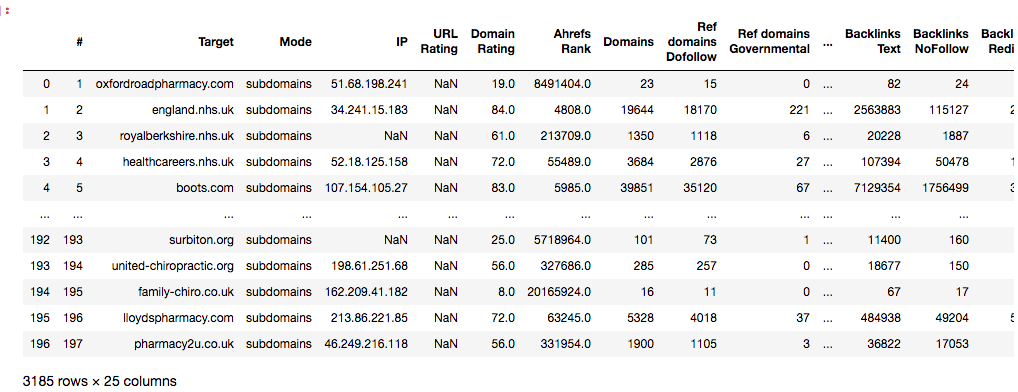 :
# Target Mode IP URL Rating Domain Rating Ahrefs Rank Domains Ref domains Dofollow Ref domains Governmental ... Backlinks Text Backlinks NoFollow Backl Redi
0 1 oxfordroadpharmacy.com subdomains 51.68.198.241 NaN 19.0 8491404.0 23 15 0 ... 82 24
1 2 england.nhs.uk subdomains 34.241.15.183 NaN 84.0 4808.0 19644 18170 221 ... 2563883 115127 2
2 3 royalberkshire.nhs.uk subdomains NaN NaN 61.0 213709.0 1350 1118 6 ... 20228 1887
3 4 healthcareers.nhs.uk subdomains 52.18.125.158 NaN 72.0 55489.0 3684 2876 27 ... 107394 50478 1
4 5 boots.com subdomains 107.154.105.27 NaN 83.0 5985.0 39851 35120 67 ... 7129354 1756499 3
... ... ... ... ... ... ... ... ... ... ... ... ... ...
192 193 surbiton.org subdomains NaN NaN 25.0 5718964.0 101 73 1 ... 11400 160
193 194 united-chiropractic.org subdomains 198.61.251.68 NaN 56.0 327686.0 285 257 0 ... 18677 150
194 195 family-chiro.co.uk subdomains 162.209.41.182 NaN 8.0 20165924.0 16 11 0 ... 67 17
195 196 lloydspharmacy.com subdomains 213.86.221.85 NaN 72.0 63245.0 5328 4018 37 ... 484938 49204 5
196 197 pharmacy2u.co.uk subdomains 46.249.216.118 NaN 56.0 331954.0 1900 1105 3 ... 36822 17053
3185 rows × 25 columns